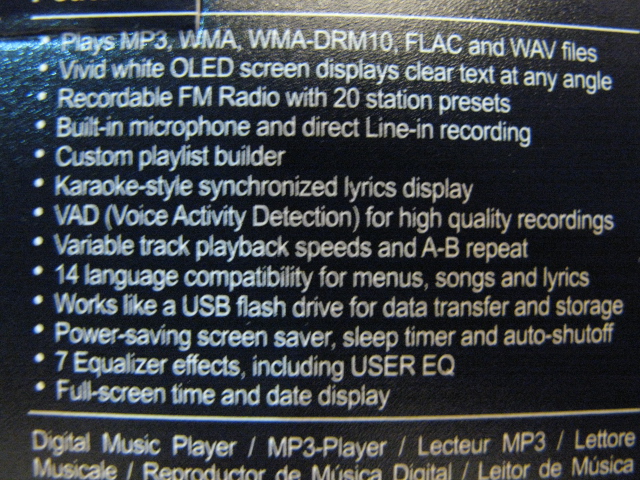 • Plays MP3, WMA, WMA-DRM10, FLAC and WAV files
• Vivid white OLED screen displays clear text at any angle
• Recordable FM Radio with 20 station presets
• Built-in microphone and direct Line-in recording
• Custom playlist builder
• Karaoke-style synchronized lyrics display
• VAD (Voice Activity Detection) for high quality recordings
• Variable track playback speeds and A-B repeat
• 14 language compatibility for menus, songs and lyrics
• Works like a USB flash drive for data transfer and storage
• Power-saving screen saver, sleep timer and auto-shutoff
• 7 Equalizer effects, including USER EQ
• Full-screen time and date display
Digital Music Player / MP3-Player / Lecteur MP3 / Lettore
Musicale / Reproductor de Música Digital / Leitor de Música